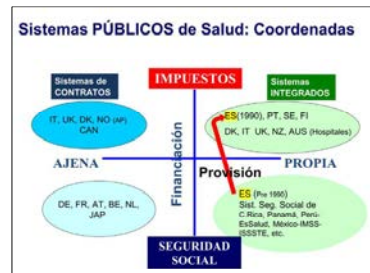 Sistemas PÚBLICOS de Salud: Coordenadas
Sistemas de
CONTRATOS
IMPUESTOS
Sistemas
INTEGRADOS
IT, UK, DK, NO (AP)
CAN
ES(1990), PT, SE, FI
DK, IT UK, NZ, AUS (Hospitales)
Financiación
AJENA
PROPIA
Provisión
DE, FR, AT, BE, NL,
JAP
ES (Pre 1980)
Sist. Seg. Social de
C.Rica, Panamá, Perú-
EsSalud, México-IMSS-
ISSSTE, etc.
SEGURIDAD
SOCIAL